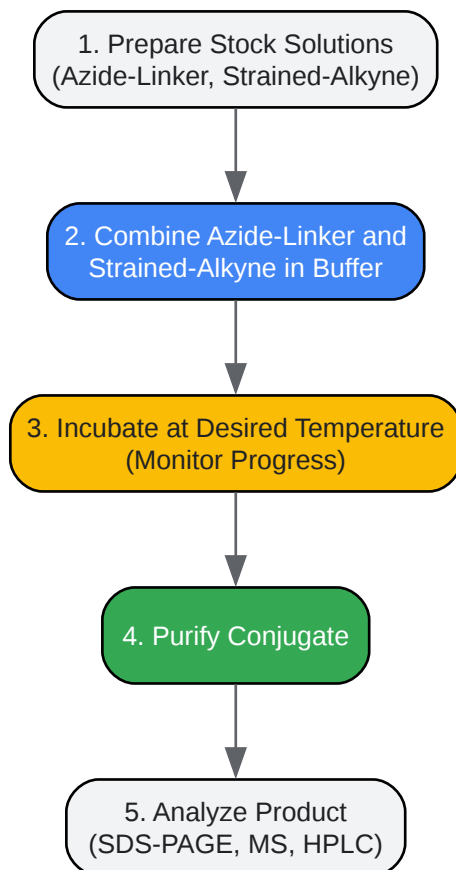 1. Prepare Stock Solutions
(Azide-Linker, Strained-Alkyne)
2. Combine Azide-Linker and
Strained-Alkyne in Buffer
3. Incubate at Desired Temperature
(Monitor Progress)
4. Purify Conjugate
5. Analyze Product
(SDS-PAGE, MS, HPLC)